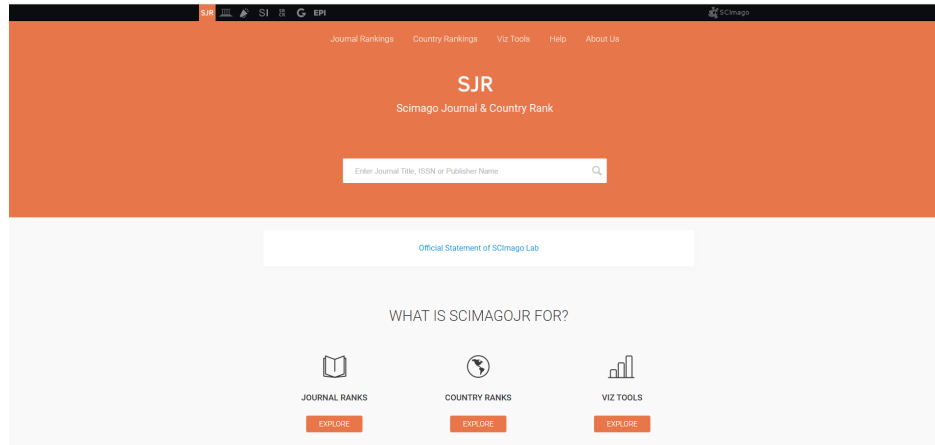 SJR SI G EPI SCImago
Journal Rankings Country Rankings Viz Tools Help About Us
SJR
Scimago Journal & Country Rank
Enter Journal Title, ISSN or Publisher Name
Official Statement of SCImago Lab
WHAT IS SCIMAGOJR FOR?
JOURNAL RANKS COUNTRY RANKS VIZ TOOLS
EXPLORE EXPLORE EXPLORE